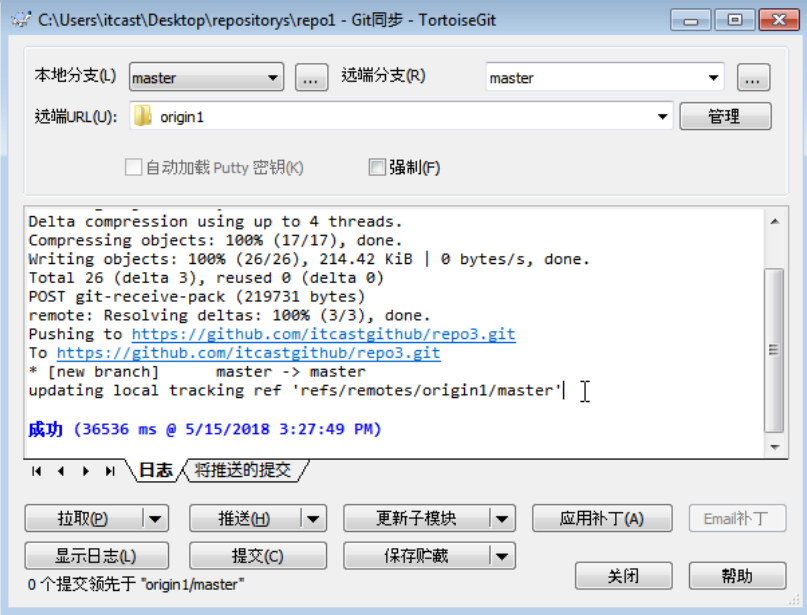 C:\Users\itcast\Desktop\repositorys\repo1 - Git同步 - TortoiseGit
本地分支(L) master ... 远端分支(R) master ...
远端URL(U): origin1 管理
自动加载 Putty 密钥(K) 强制(F)
Delta compression using up to 4 threads.
Compressing objects: 100% (17/17), done.
Writing objects: 100% (26/26), 214.42 KiB | 0 bytes/s, done.
Total 26 (delta 3), reused 0 (delta 0)
POST git-receive-pack (219731 bytes)
remote: Resolving deltas: 100% (3/3), done.
Pushing to https://github.com/itcastgithub/repo3.git
To https://github.com/itcastgithub/repo3.git
* [new branch]      master -> master
updating local tracking ref 'refs/remotes/origin1/master'
成功 (36536 ms @ 5/15/2018 3:27:49 PM)
日志 将推送的提交
拉取(P) 推送(H) 更新子模块 应用补丁(A) Email补丁
显示日志(L) 提交(C) 保存贮藏
关闭 帮助
0 个提交领先于 "origin1/master"